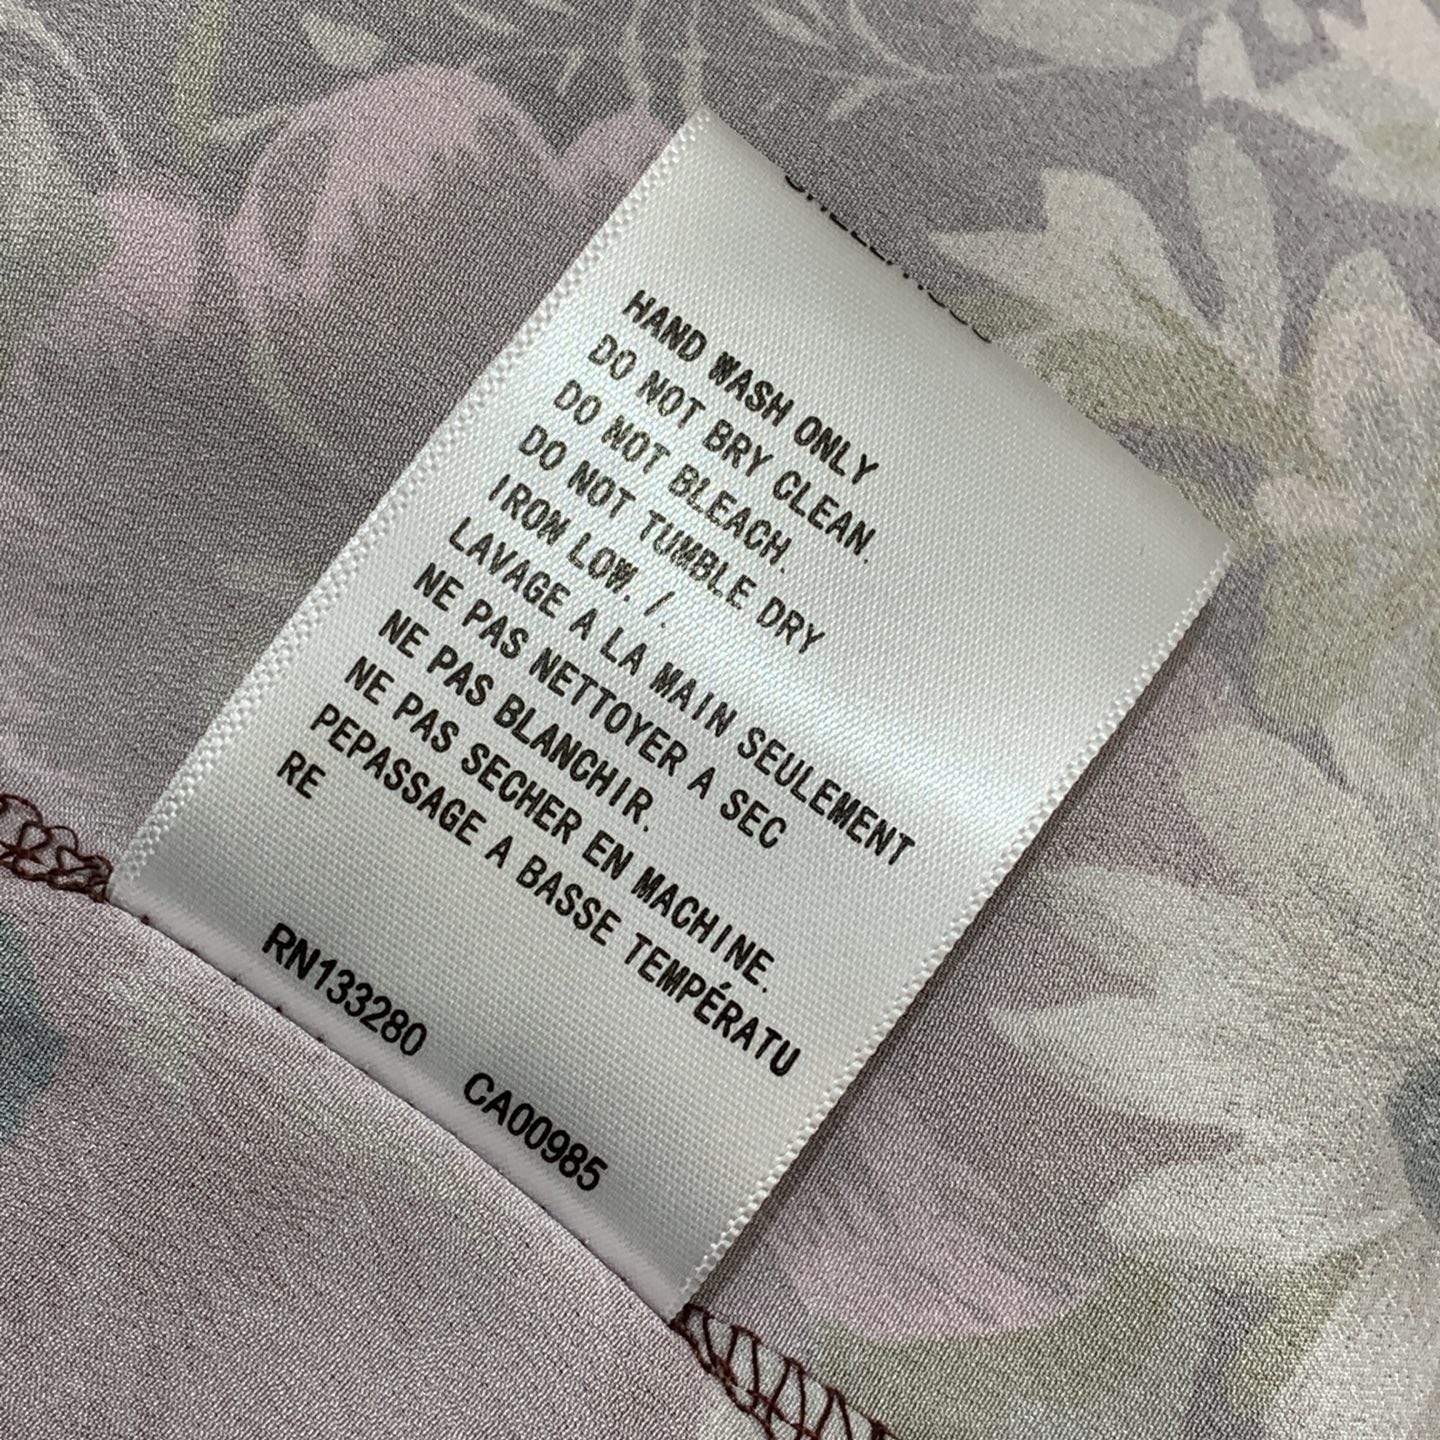 HAND WASH ONLY
DO NOT BRY CLEAN.
DO NOT BLEACH.
DO NOT TUMBLE DRY
IRON LOW. /.
LAVAGE A LA MAIN SEULEMENT
NE PAS NETTOYER A SEC
NE PAS BLANCHIR.
NE PAS SECHER EN MACHINE.
PEPASSAGE A BASSE TEMPÉRATU
RE
RN133280 CA00985